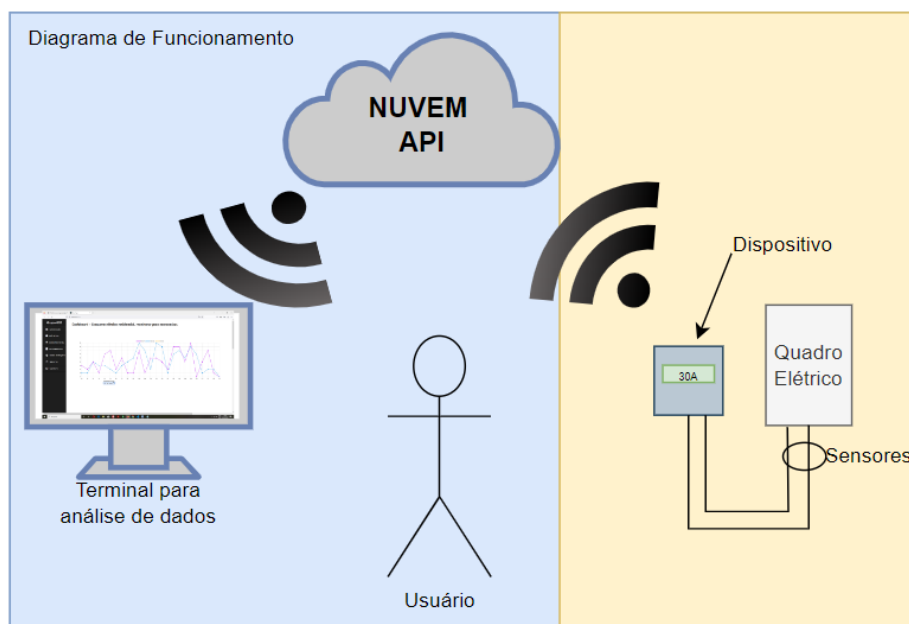 Diagrama de Funcionamento
NUVEM
API
Dispositivo
30A
Quadro
Elétrico
Sensores
Terminal para
análise de dados
Usuário